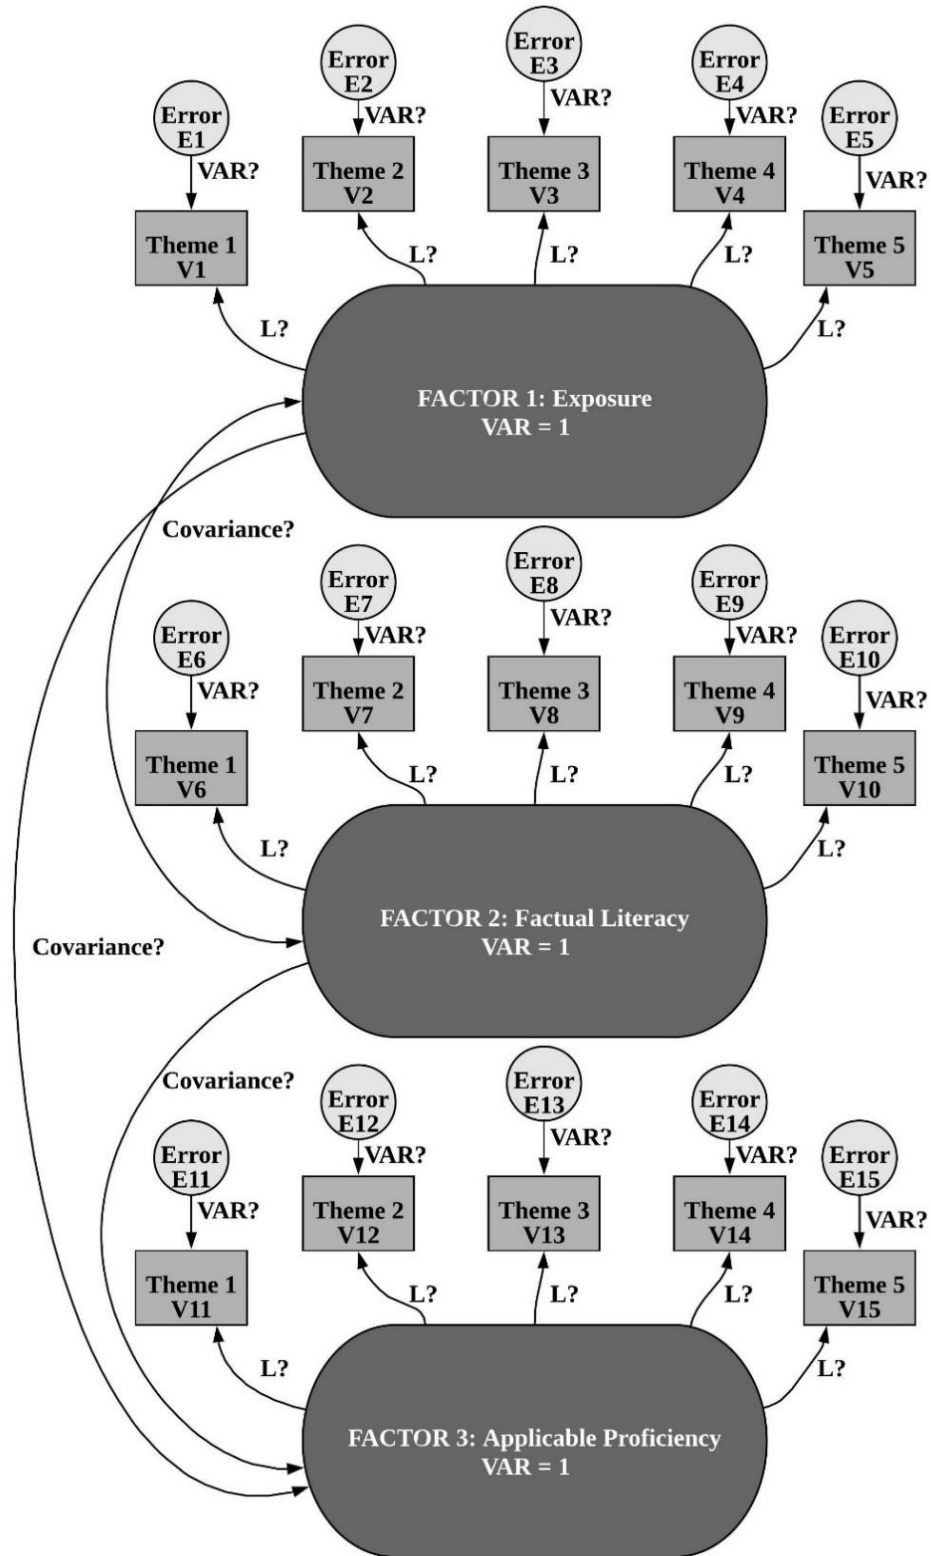 Error
E3
Error
E2
Error
E4
VAR?
Error
E1
VAR?
VAR?
Error
E5
VAR?
Theme 2
V2
Theme 3
V3
Theme 4
V4
VAR?
Theme 1
V1
L?
L?
L?
Theme 5
V5
L?
L?
FACTOR 1: Exposure
VAR = 1
Covariance?
Error
E8
Error
E7
Error
E9
VAR?
Error
E6
VAR?
VAR?
Error
E10
VAR?
Theme 2
V7
Theme 3
V8
Theme 4
V9
VAR?
Theme 1
V6
L?
L?
L?
Theme 5
V10
L?
L?
FACTOR 2: Factual Literacy
VAR = 1
Covariance?
Covariance?
Error
E13
Error
E12
Error
E14
VAR?
Error
E11
VAR?
VAR?
Error
E15
VAR?
Theme 2
V12
Theme 3
V13
Theme 4
V14
VAR?
Theme 1
V11
L?
L?
L?
Theme 5
V15
L?
L?
FACTOR 3: Applicable Proficiency
VAR = 1